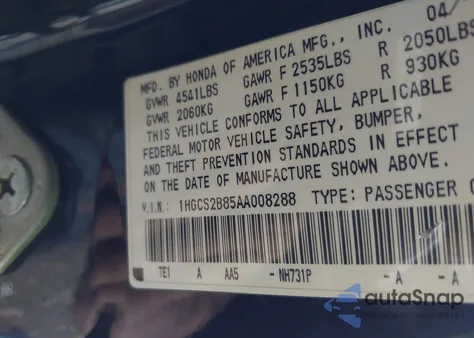 MFD. BY HONDA OF AMERICA MFG., INC. 04/
GVWR 4541LBS GAWR F 2535LBS R 2050LBS
GVWR 2060KG GAWR F 1150KG R 930KG
THIS VEHICLE CONFORMS TO ALL APPLICABLE
FEDERAL MOTOR VEHICLE SAFETY, BUMPER,
AND THEFT PREVENTION STANDARDS IN EFFECT
ON THE DATE OF MANUFACTURE SHOWN ABOVE.
V.I.N.: 1HGCS2B85AA008288 TYPE: PASSENGER
TE1 A AA5 - NH731P - A - A
autoSnap